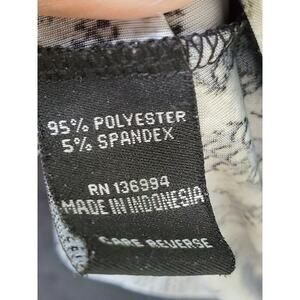 95% POLYESTER
5% SPANDEX
RN 136994
MADE IN INDONESIA
CARE REVERSE